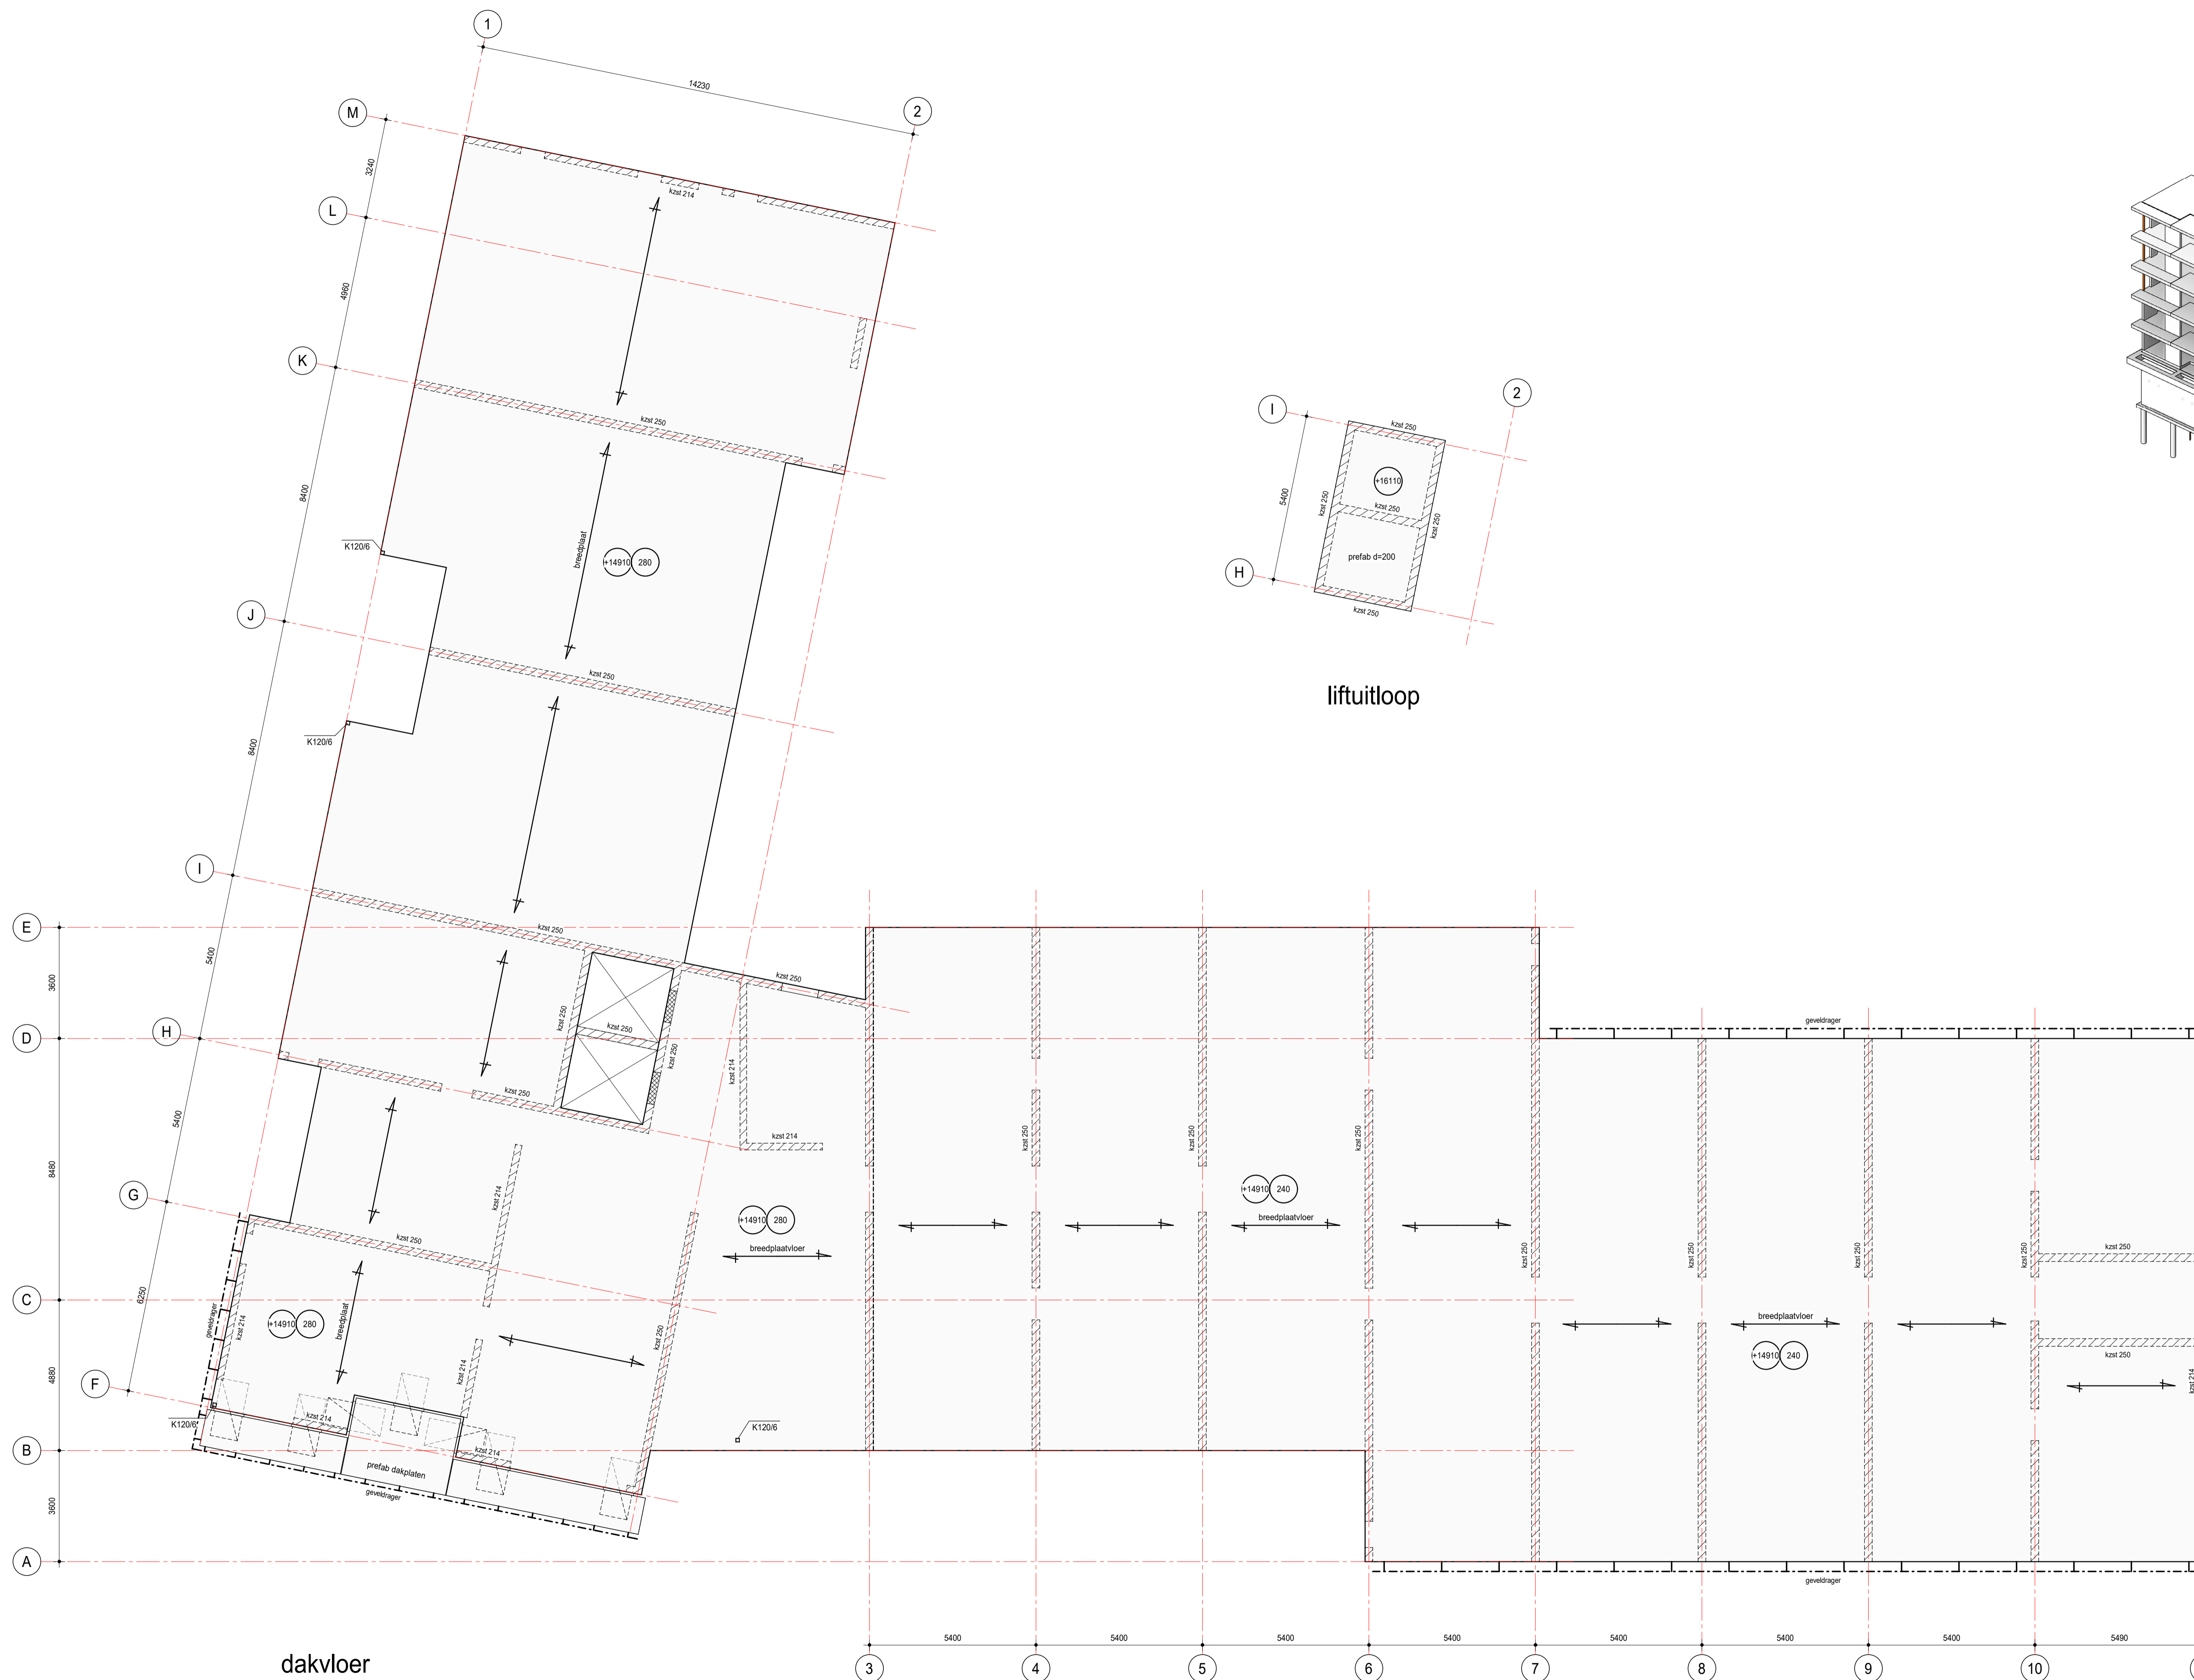 1
14230
M
2
3240
L
kzst 214
4960
K
kzst 250
8400
K120/6
breedplaat
+14910 280
J
kzst 250
K120/6
8400
I
2
kzst 250
+16110
5400
kzst 250
kzst 250
kzst 250
prefab d=200
H
kzst 250
liftuitloop
I
E
kzst 250
5400
3600
kzst 250
H
D
kzst 250
kzst 250
kzst 250
kzst 214
geveldrager
kzst 250
5400
8480
kzst 214
kzst 250
kzst 250
kzst 250
G
kzst 214
+14910 280
breedplaatvloer
+14910 240
breedplaatvloer
kzst 250
kzst 250
kzst 250
kzst 250
kzst 250
kzst 250
6250
C
geveldrager
kzst 214
+14910 280
breedplaat
kzst 250
breedplaatvloer
+14910 240
kzst 250
4880
F
kzst 214
kzst 214
K120/6
kzst 214
K120/6
B
kzst 214
prefab dakplaten
geveldrager
3600
A
geveldrager
5400
5400
5400
5400
5400
5400
5400
5490
dakvloer
3
4
5
6
7
8
9
10